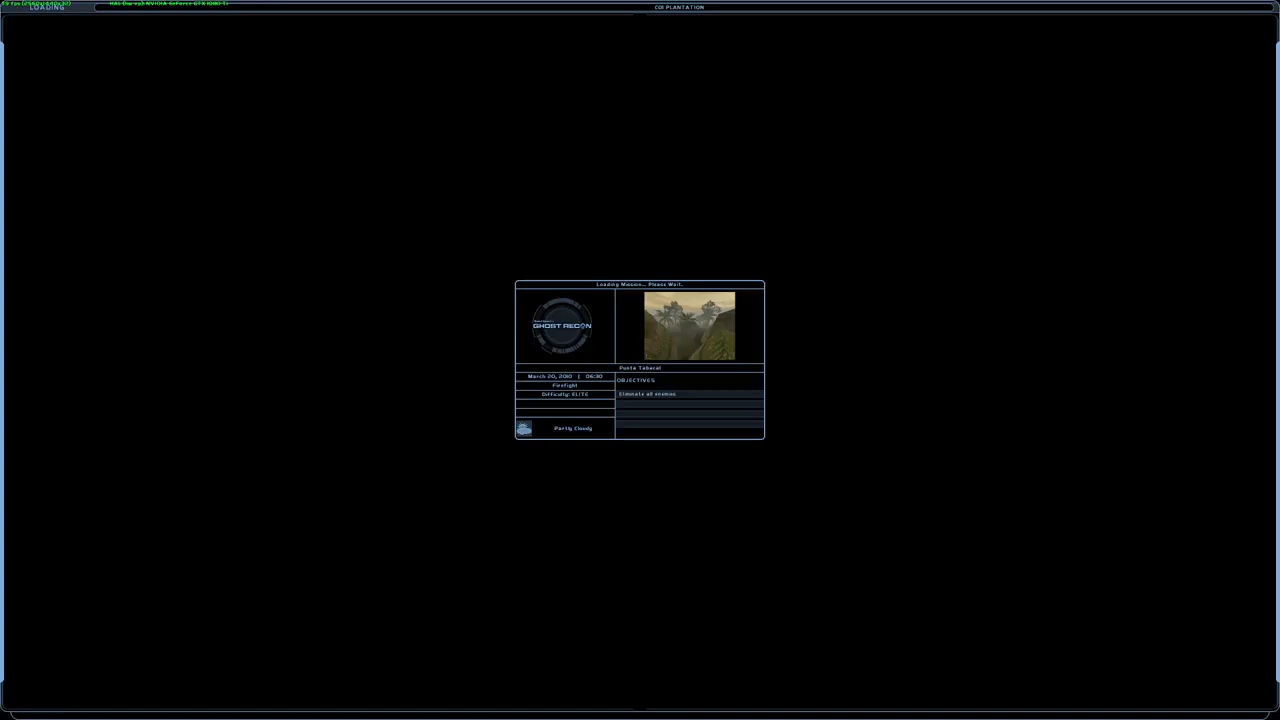 LOADING
COI PLANTATION
Loading Mission... Please Wait.
GHOST RECON
Punta Tabacal
March 20, 2010 | 06:30
Firefight
Difficulty: ELITE
Partly Cloudy
OBJECTIVES
Eliminate all enemies